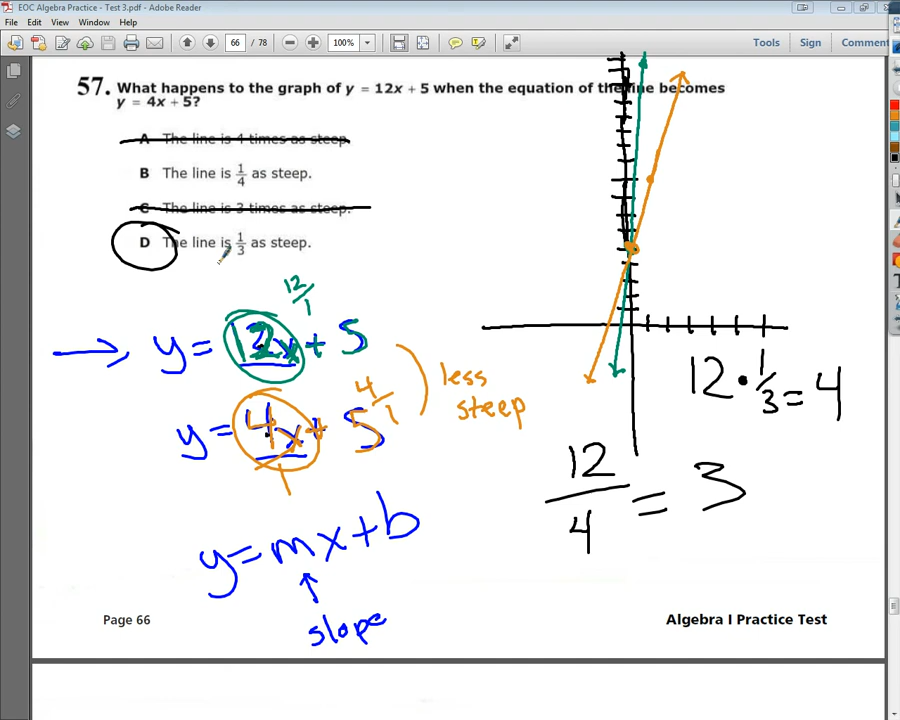 EOC Algebra Practice - Test 3.pdf - Adobe Reader
File Edit View Window Help
66 / 78 100% Tools Sign Comment
57. What happens to the graph of y = 12x + 5 when the equation of the line becomes
y = 4x + 5?
A The line is 4 times as steep.
B The line is 1/4 as steep.
C The line is 3 times as steep.
D The line is 1/3 as steep.
12/1
y = 12x + 5
4/1
y = 4x + 5
1
less
steep
12 • 1/3 = 4
12/4 = 3
y = mx + b
slope
Page 66
Algebra I Practice Test